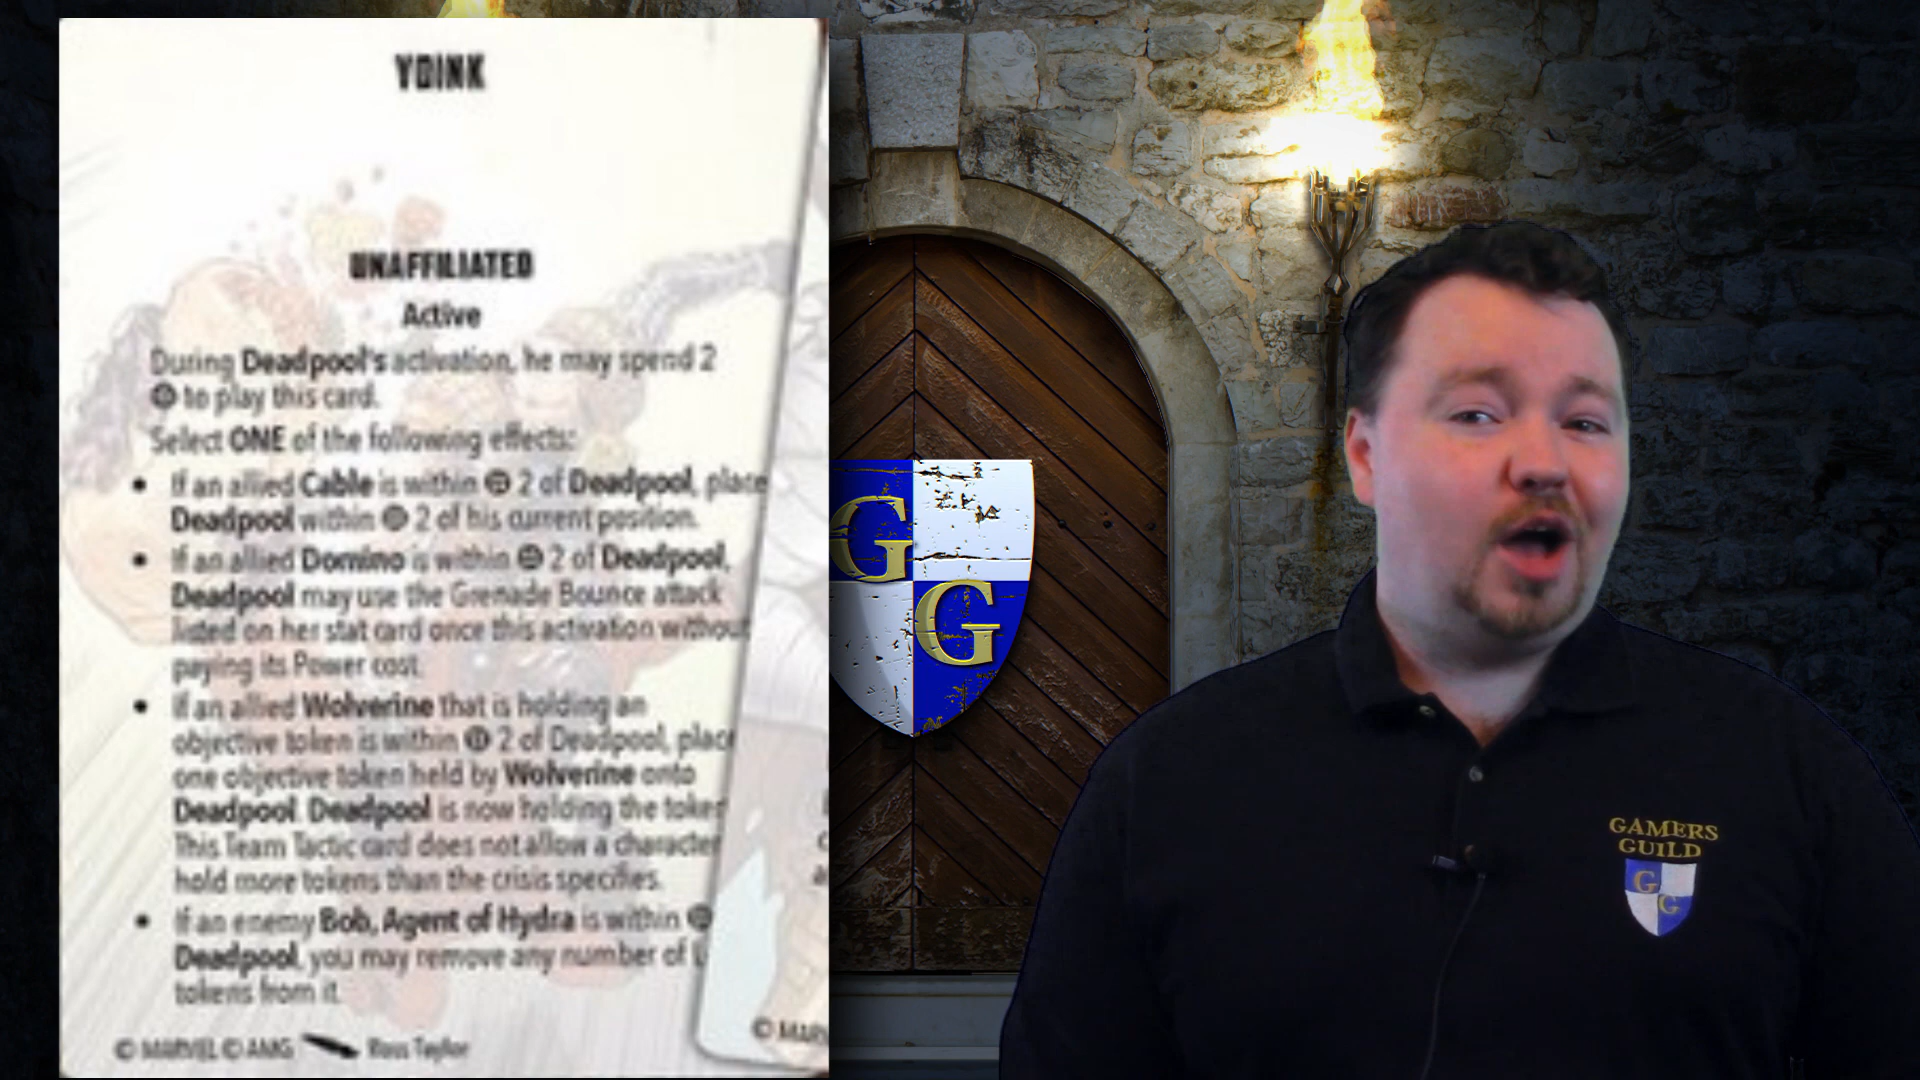 YOINK
UNAFFILIATED
Active
During Deadpool's activation, he may spend 2
to play this card.
Select ONE of the following effects:
If an allied Cable is within 2 of Deadpool, place
Deadpool within 2 of his current position.
If an allied Domino is within 2 of Deadpool,
Deadpool may use the Grenade Bounce attack
listed on her stat card once this activation without
paying its Power cost.
If an allied Wolverine that is holding an
objective token is within 2 of Deadpool, place
one objective token held by Wolverine onto
Deadpool. Deadpool is now holding the token
This Team Tactic card does not allow a character
hold more tokens than the crisis specifies.
If an enemy Bob, Agent of Hydra is within
Deadpool, you may remove any number of
tokens from it.
© MARVEL © AMG Ross Taylor
© MARV
G
G
GAMERS
GUILD
G
G